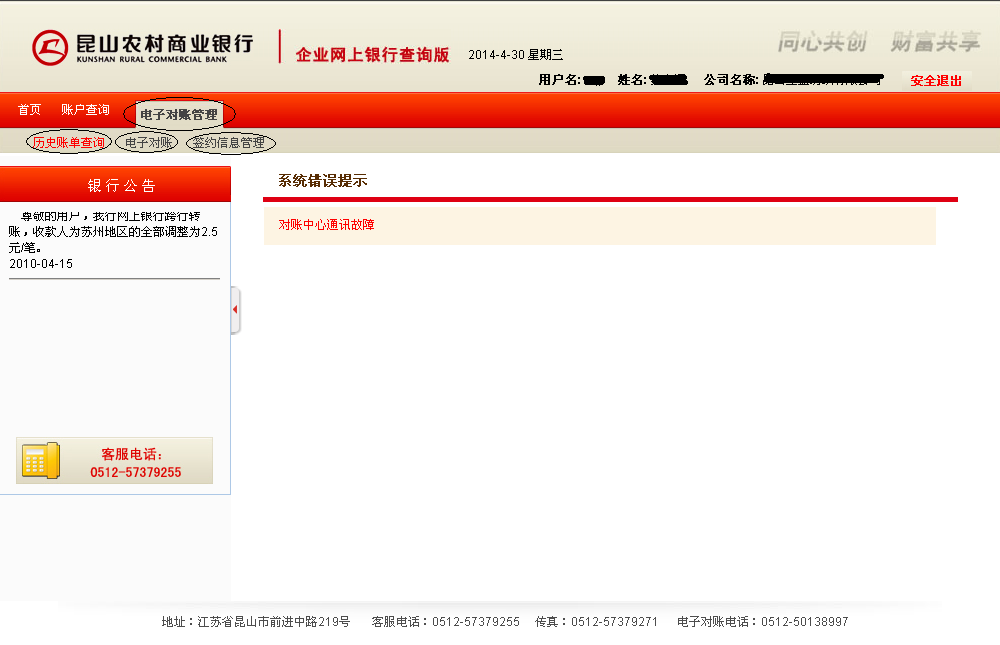 昆山农村商业银行
KUNSHAN RURAL COMMERCIAL BANK
企业网上银行查询版 2014-4-30 星期三
同心共创 财富共享
用户名: 姓名: 公司名称: 安全退出
首页 账户查询 电子对账管理
历史账单查询 电子对账 签约信息管理
银行公告
尊敬的用户，我行网上银行跨行转
账，收款人为苏州地区的全部调整为2.5
元/笔。
2010-04-15
系统错误提示
对账中心通讯故障
客服电话:
0512-57379255
地址：江苏省昆山市前进中路219号 客服电话：0512-57379255 传真：0512-57379271 电子对账电话：0512-50138997